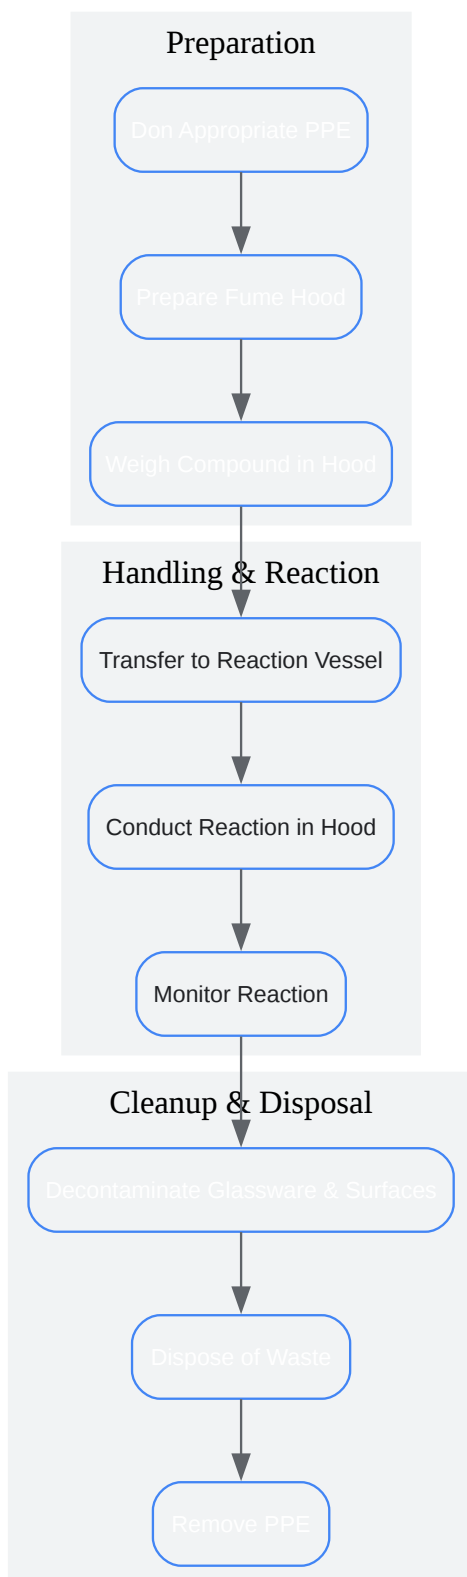 Preparation
Don Appropriate PPE
Prepare Fume Hood
Weigh Compound in Hood
Handling & Reaction
Transfer to Reaction Vessel
Conduct Reaction in Hood
Monitor Reaction
Cleanup & Disposal
Decontaminate Glassware & Surfaces
Dispose of Waste
Remove PPE